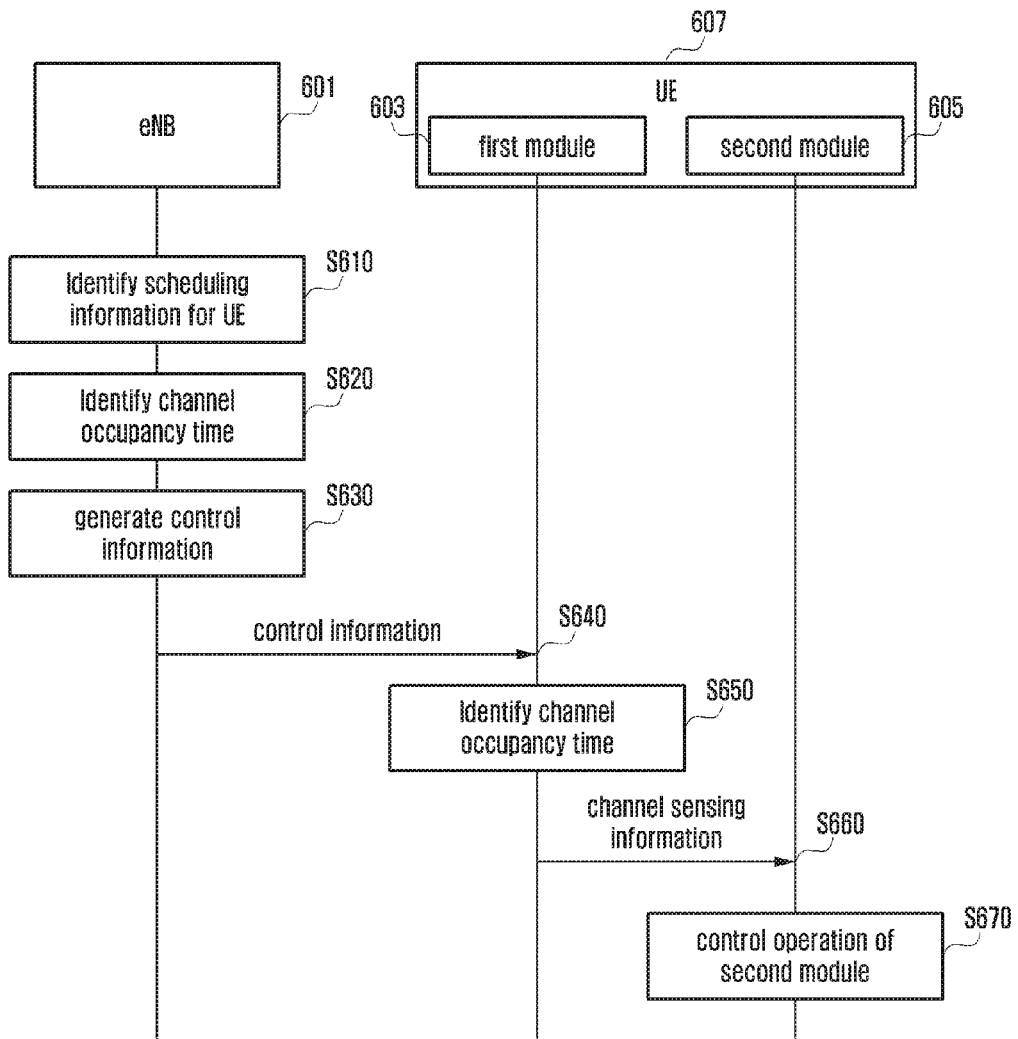 607
eNB
601
UE
603
first module
second module
605
S610
Identify scheduling
information for UE
S620
Identify channel
occupancy time
S630
generate control
information
control information
S640
S650
Identify channel
occupancy time
channel sensing
information
S660
S670
control operation of
second module